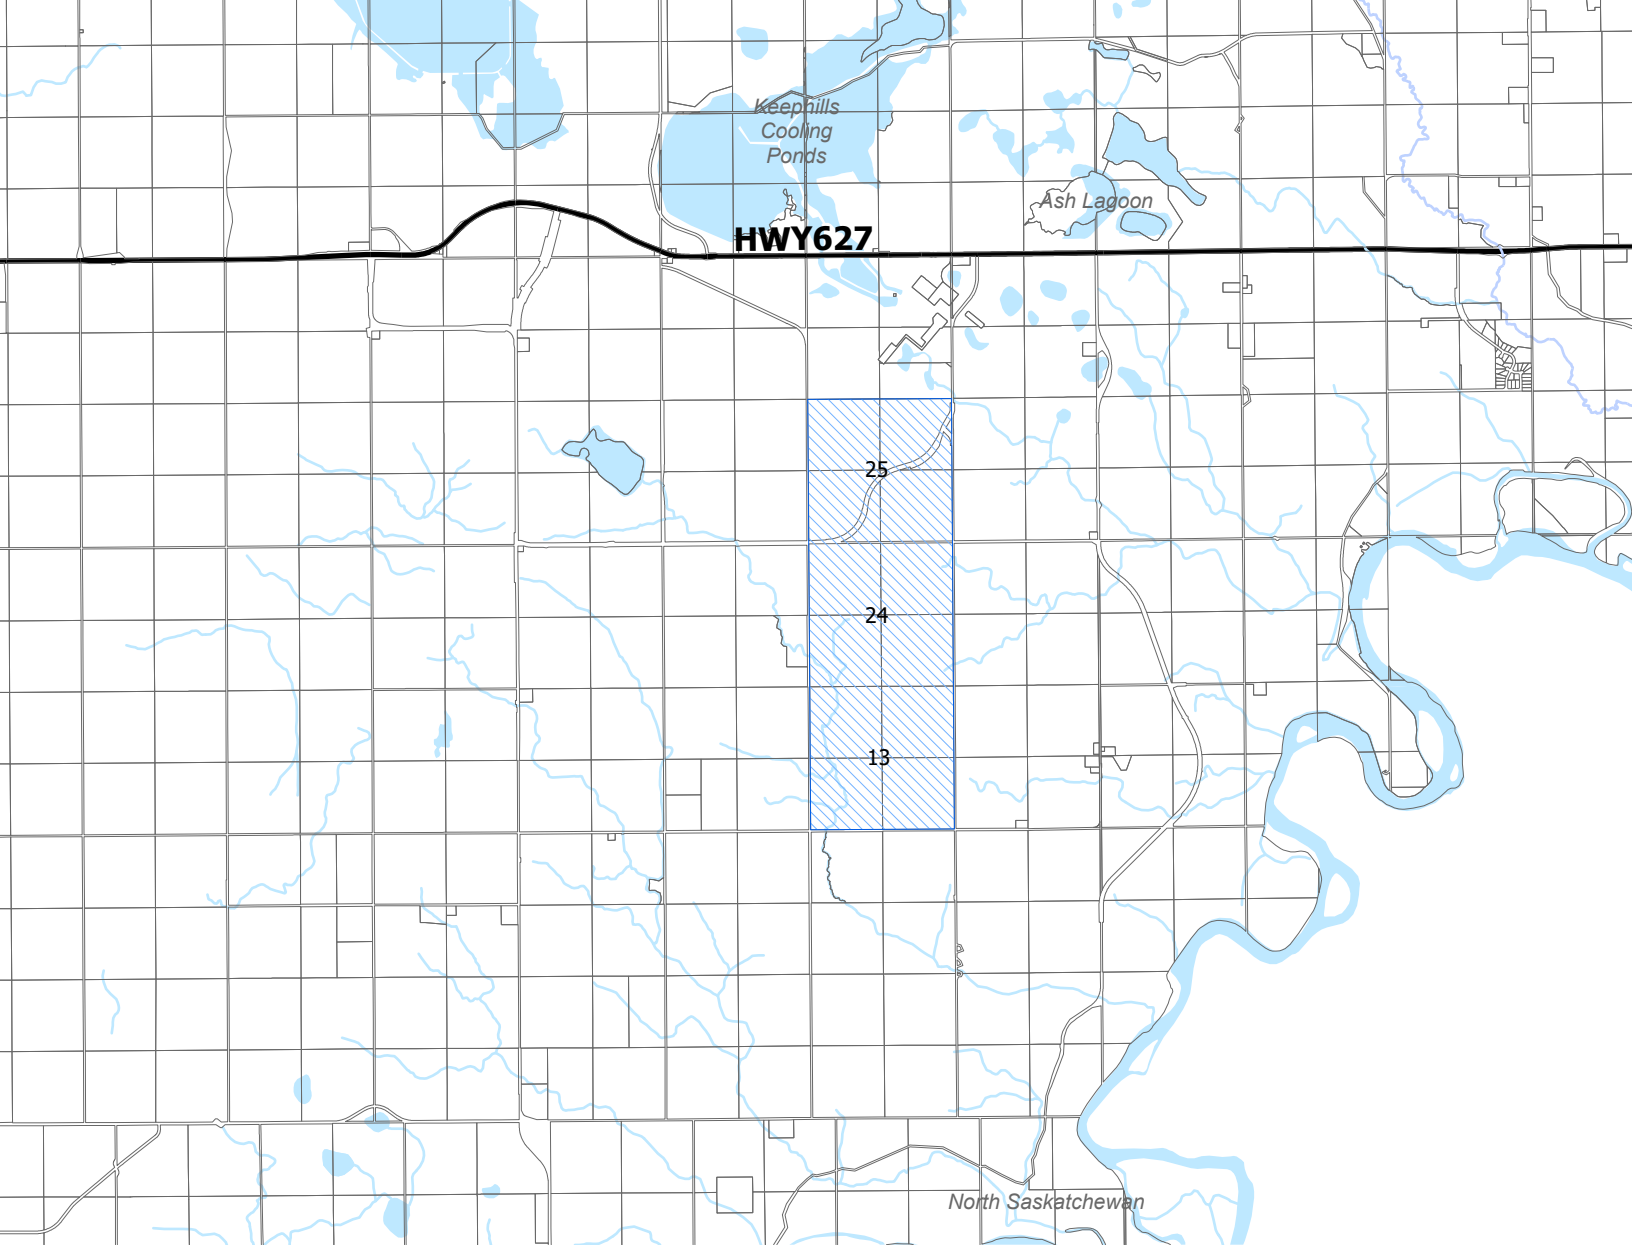 Keephills
Cooling
Ponds
Ash Lagoon
HWY627
25
24
13
North Saskatchewan